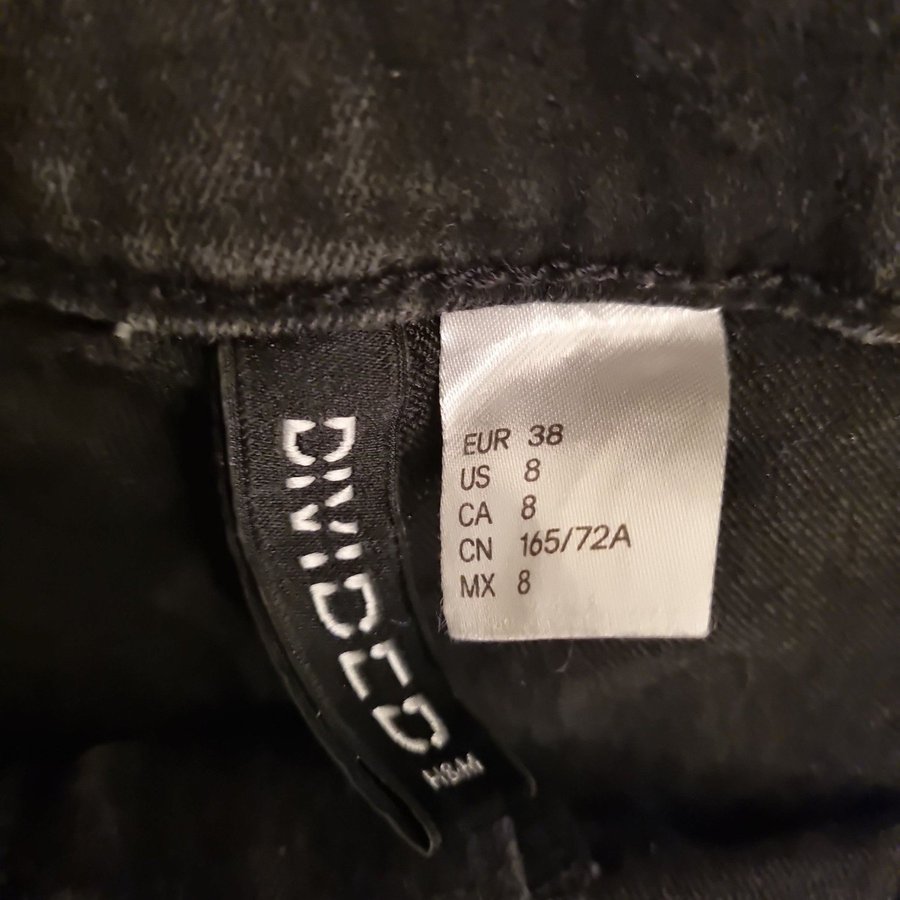 DIVIDED
H&M
EUR 38
US 8
CA 8
CN 165/72A
MX 8